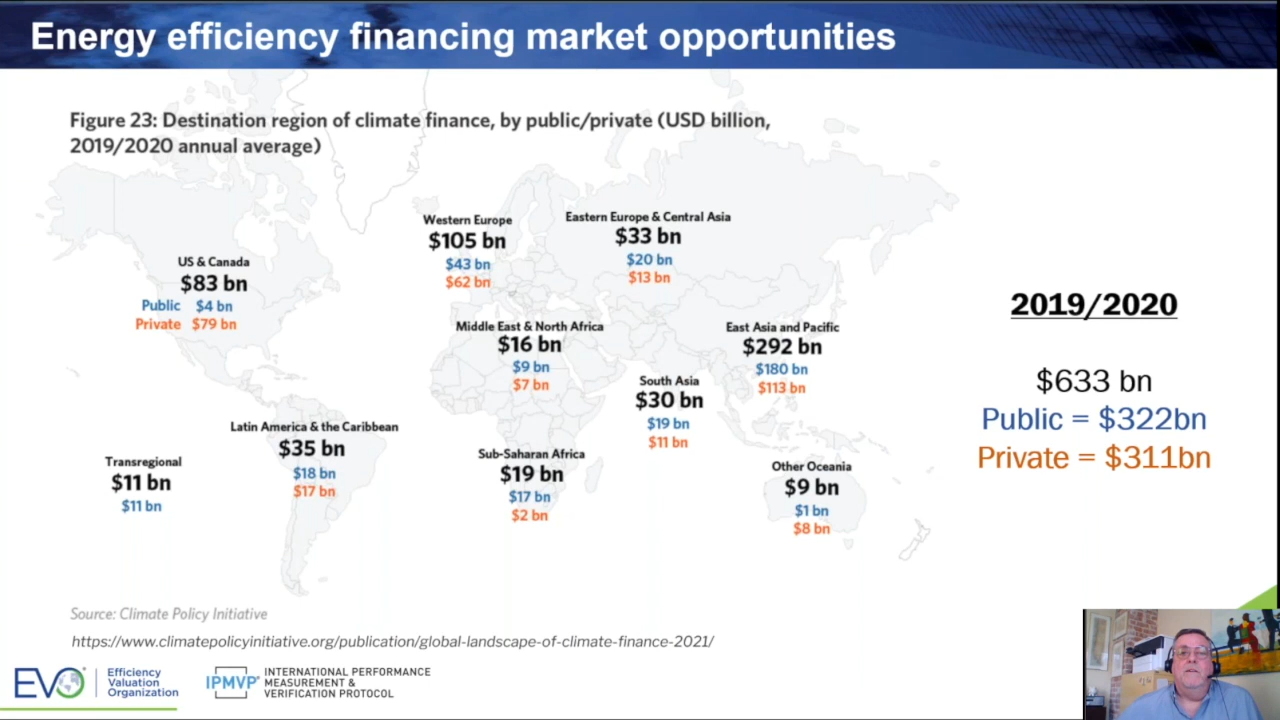 Energy efficiency financing market opportunities
Figure 23: Destination region of climate finance, by public/private (USD billion,
2019/2020 annual average)
Western Europe
$105 bn
$43 bn
$62 bn
Eastern Europe & Central Asia
$33 bn
$20 bn
$13 bn
US & Canada
$83 bn
Public $4 bn
Private $79 bn
Middle East & North Africa
$16 bn
$9 bn
$7 bn
East Asia and Pacific
$292 bn
$180 bn
$113 bn
South Asia
$30 bn
$19 bn
$11 bn
Latin America & the Caribbean
$35 bn
$18 bn
$17 bn
Transregional
$11 bn
$11 bn
Sub-Saharan Africa
$19 bn
$17 bn
$2 bn
Other Oceania
$9 bn
$1 bn
$8 bn
2019/2020
$633 bn
Public = $322bn
Private = $311bn
Source: Climate Policy Initiative
https://www.climatepolicyinitiative.org/publication/global-landscape-of-climate-finance-2021/
EVO
Efficiency
Valuation
Organization
IPMVP
INTERNATIONAL PERFORMANCE
MEASUREMENT &
VERIFICATION PROTOCOL